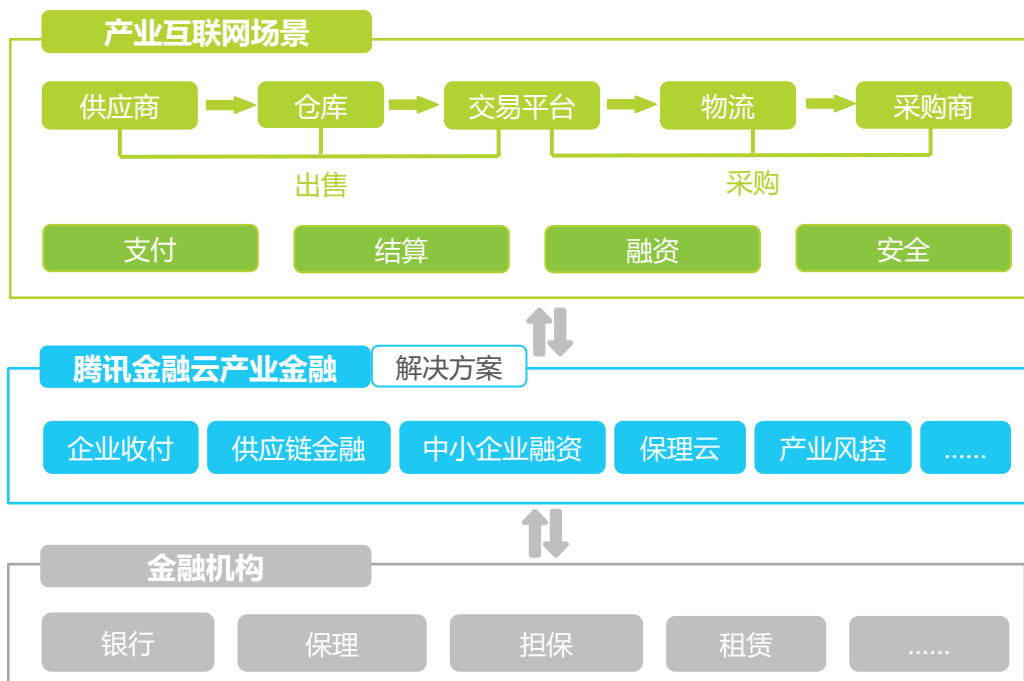 产业互联网场景
供应商
仓库
交易平台
物流
采购商
出售
采购
支付
结算
融资
安全
腾讯金融云产业金融
解决方案
企业收付
供应链金融
中小企业融资
保理云
产业风控
……
金融机构
银行
保理
担保
租赁
……